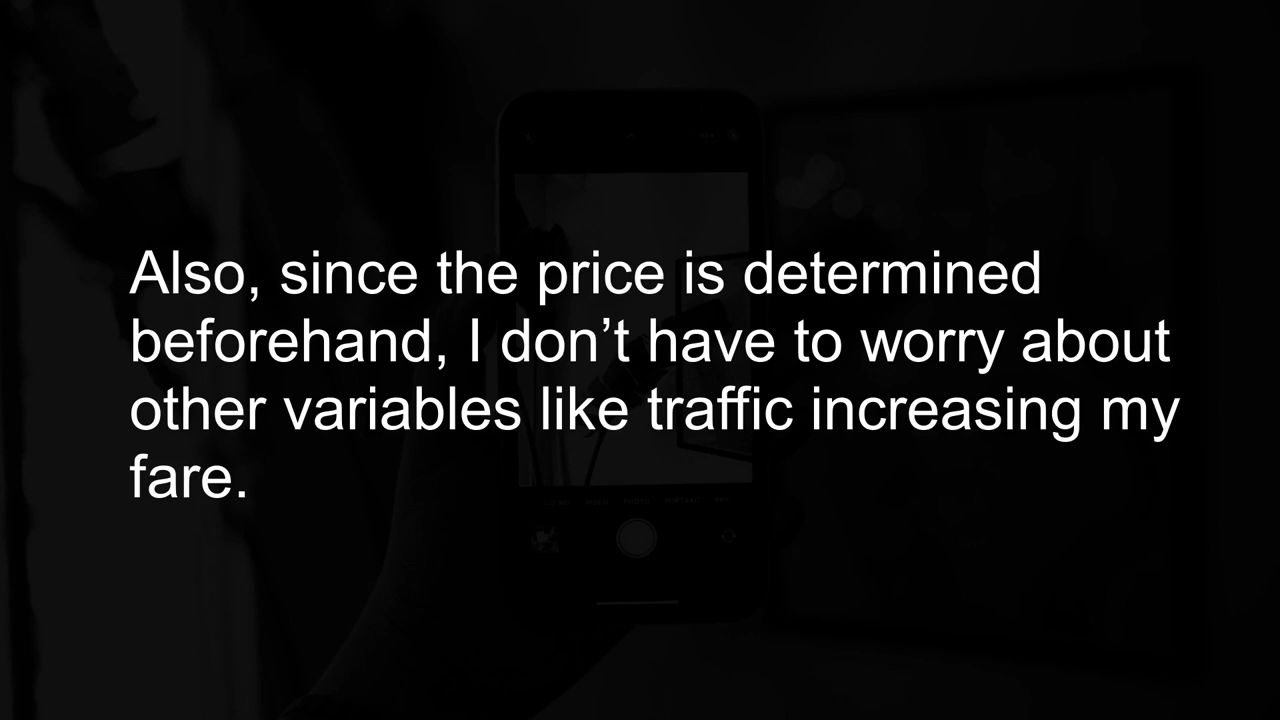 Also, since the price is determined
beforehand, I don’t have to worry about
other variables like traffic increasing my
fare.